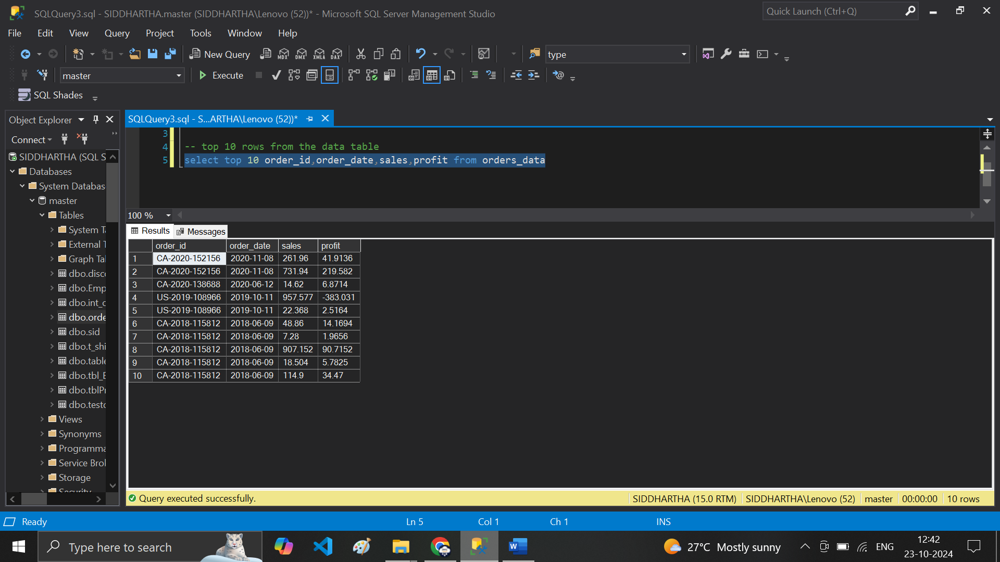 SQLQuery3.sql - SIDDHARTHA.master (SIDDHARTHA\Lenovo (52))* - Microsoft SQL Server Management Studio
Quick Launch (Ctrl+Q)
File Edit View Query Project Tools Window Help
New Query MDX DMX XMLA DAX type
master Execute
SQL Shades
Object Explorer
Connect
SIDDHARTHA (SQL S
Databases
System Databas
master
Tables
System Ta
External T
Graph Tal
dbo.disco
dbo.Emp
dbo.int_c
dbo.orde
dbo.sid
dbo.t_shi
dbo.table
dbo.tbl_E
dbo.tblPr
dbo.testc
Views
Synonyms
Programma
Service Brol
Storage
Security
SQLQuery3.sql - S...ARTHA\Lenovo (52))*
3
4 -- top 10 rows from the data table
5 select top 10 order_id,order_date,sales,profit from orders_data
100 %
Results Messages
order_id order_date sales profit
1 CA-2020-152156 2020-11-08 261.96 41.9136
2 CA-2020-152156 2020-11-08 731.94 219.582
3 CA-2020-138688 2020-06-12 14.62 6.8714
4 US-2019-108966 2019-10-11 957.577 -383.031
5 US-2019-108966 2019-10-11 22.368 2.5164
6 CA-2018-115812 2018-06-09 48.86 14.1694
7 CA-2018-115812 2018-06-09 7.28 1.9656
8 CA-2018-115812 2018-06-09 907.152 90.7152
9 CA-2018-115812 2018-06-09 18.504 5.7825
10 CA-2018-115812 2018-06-09 114.9 34.47
Query executed successfully. SIDDHARTHA (15.0 RTM) SIDDHARTHA\Lenovo (52) master 00:00:00 10 rows
Ready Ln 5 Col 1 Ch 1 INS
Type here to search
27°C Mostly sunny
ENG
12:42
23-10-2024